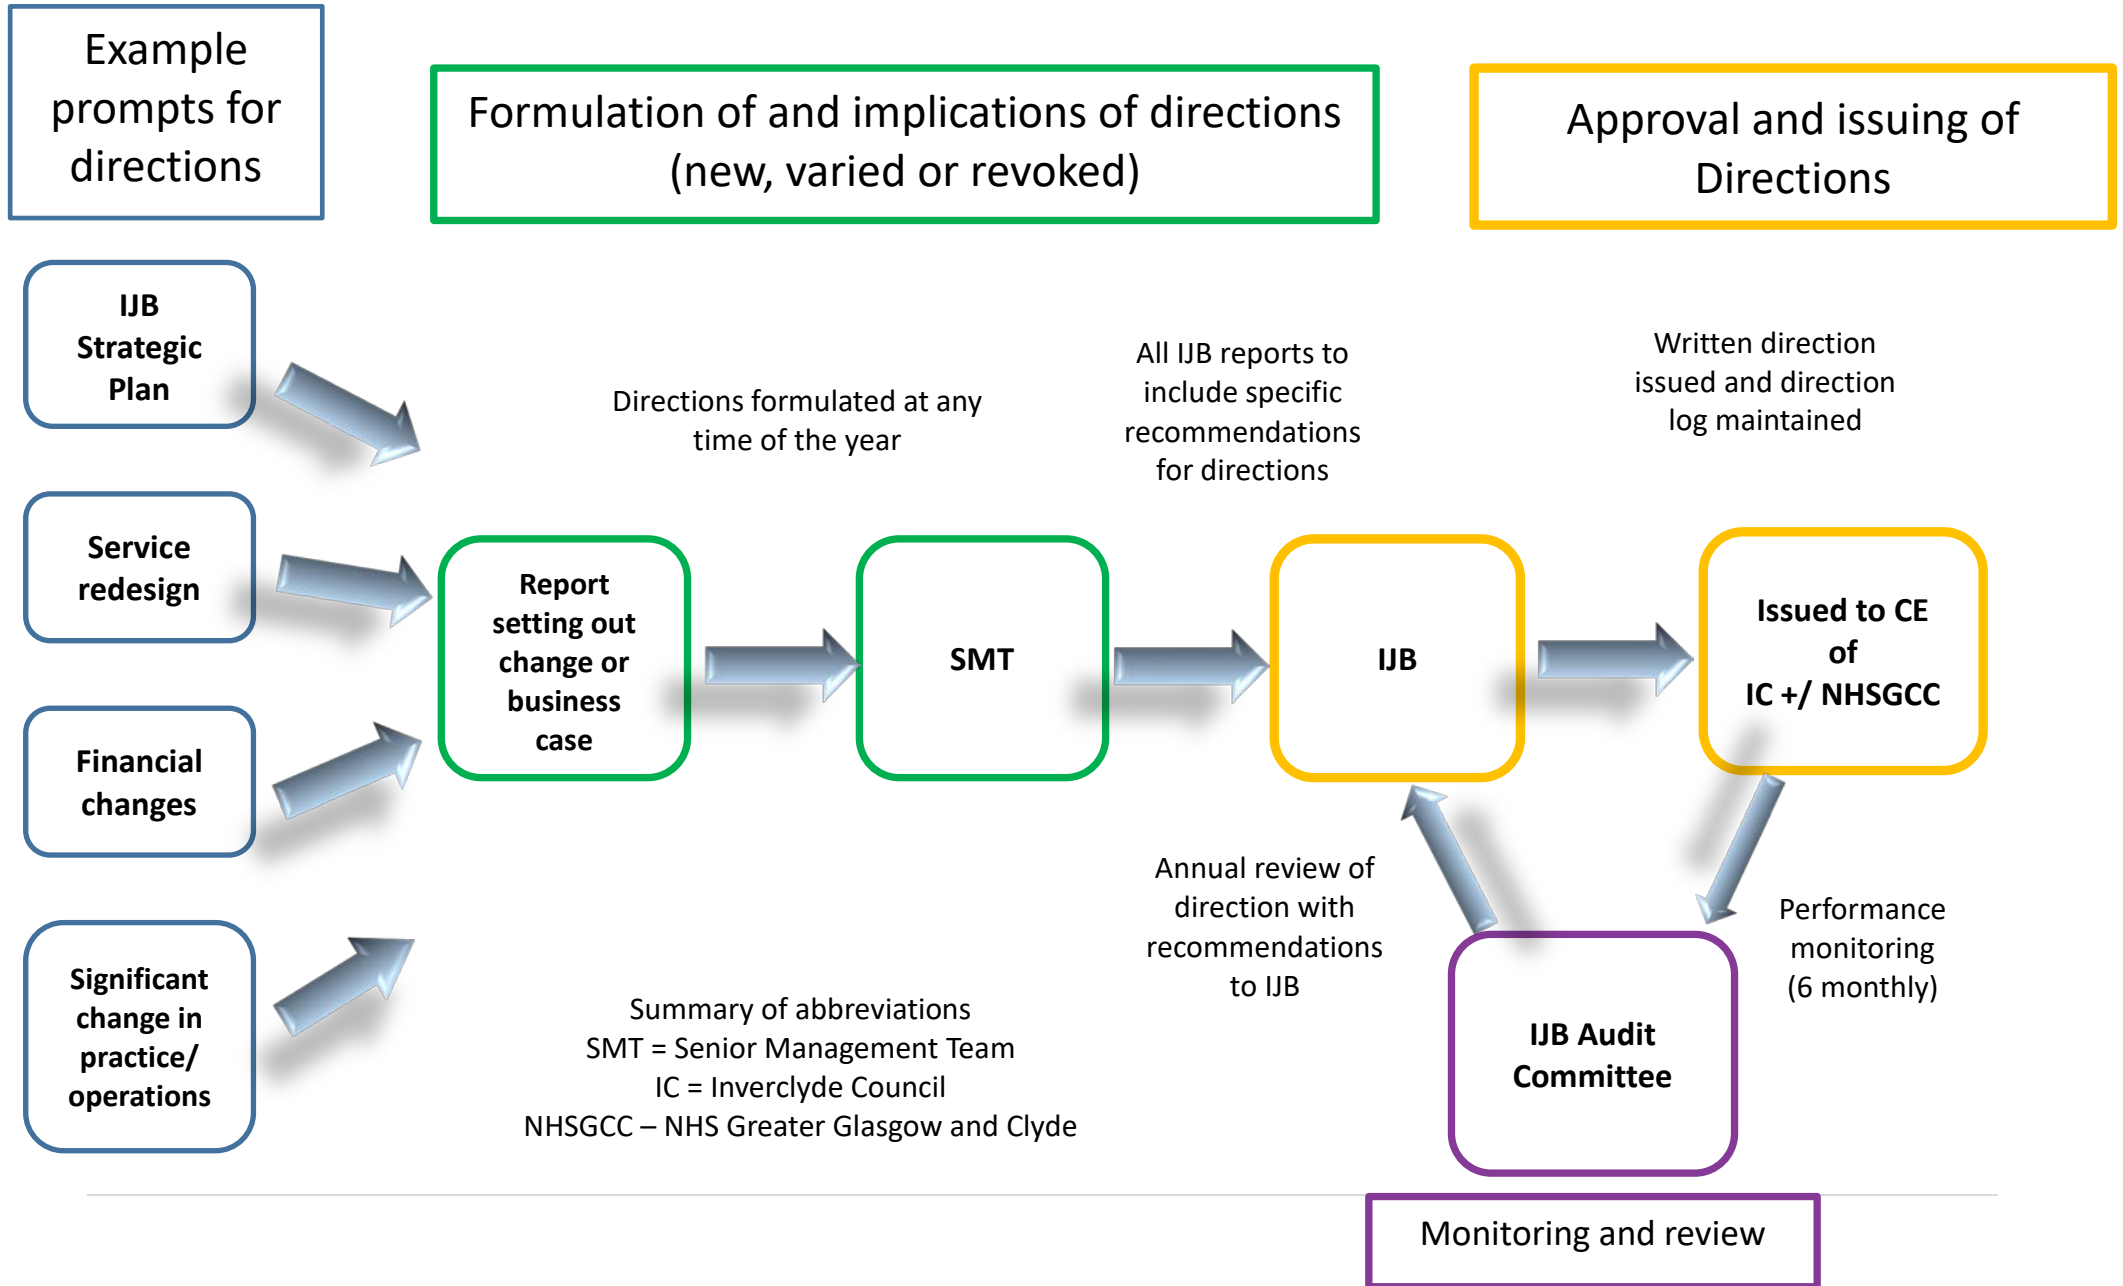 Example
prompts for
directions
Formulation of and implications of directions
(new, varied or revoked)
Approval and issuing of
Directions
IJB
Strategic
Plan
Service
redesign
Financial
changes
Significant
change in
practice/
operations
Directions formulated at any
time of the year
All IJB reports to
include specific
recommendations
for directions
Written direction
issued and direction
log maintained
Report
setting out
change or
business
case
SMT
IJB
Issued to CE
of
IC +/ NHSGCC
Annual review of
direction with
recommendations
to IJB
Performance
monitoring
(6 monthly)
IJB Audit
Committee
Summary of abbreviations
SMT = Senior Management Team
IC = Inverclyde Council
NHSGCC – NHS Greater Glasgow and Clyde
Monitoring and review